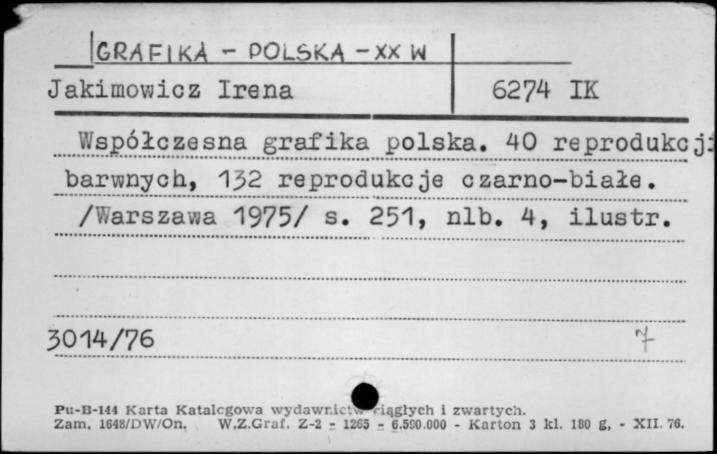 GRAFIKA - POLSKA - XX W
Jakimowicz Irena 6274 IK
Współczesna grafika polska. 40 reprodukcji
barwnych, 132 reprodukcje czarno-białe.
/Warszawa 1975/ s. 251, nlb. 4, ilustr.
3014/76 7
Pu-B-144 Karta Katalogowa wydawnictw ciągłych i zwartych.
Zam. 1648/DW/On. W.Z.Graf. Z-2 - 1265 - 6.590.000 - Karton 3 kl. 180 g, - XII. 76.